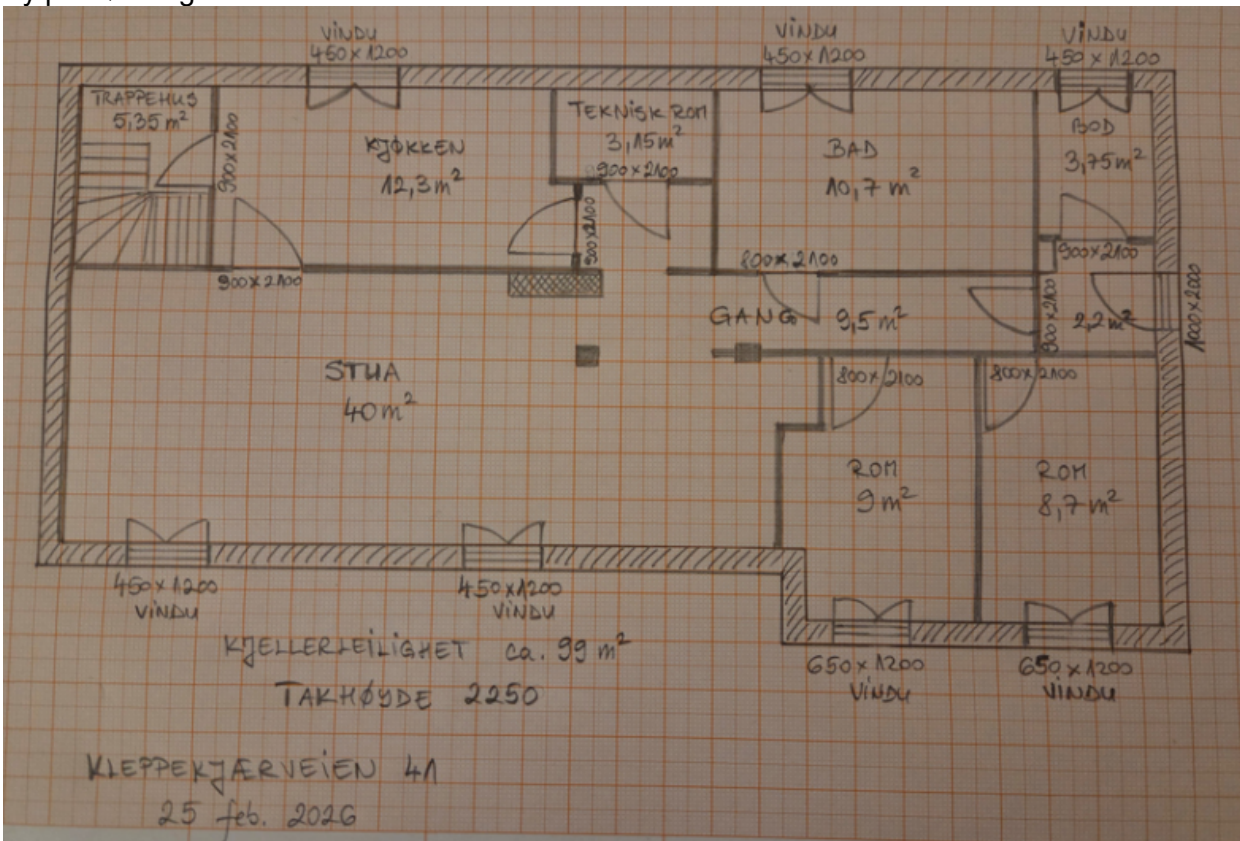 VINDU
450 x 1200
VINDU
450 x 1200
VINDU
450 x 1200
TRAPPEHUS
5,35 m²
900 x 2100
KJØKKEN
12,3 m²
TEKNISK ROM
3,15 m²
900 x 2100
BAD
10,7 m²
BOD
3,75 m²
900 x 2100
900 x 2100
900 x 2100
800 x 2100
GANG 9,5 m²
900 x 2100
2,2 m²
1000 x 2000
STUA
40 m²
800 x 2100
800 x 2100
ROM
9 m²
ROM
8,7 m²
450 x 1200
VINDU
450 x 1200
VINDU
650 x 1200
VINDU
650 x 1200
VINDU
KJELLERLEILIGHET ca. 99 m²
TAKHØYDE 2250
KLEPPEKJÆRVEIEN 41
25 feb. 2026